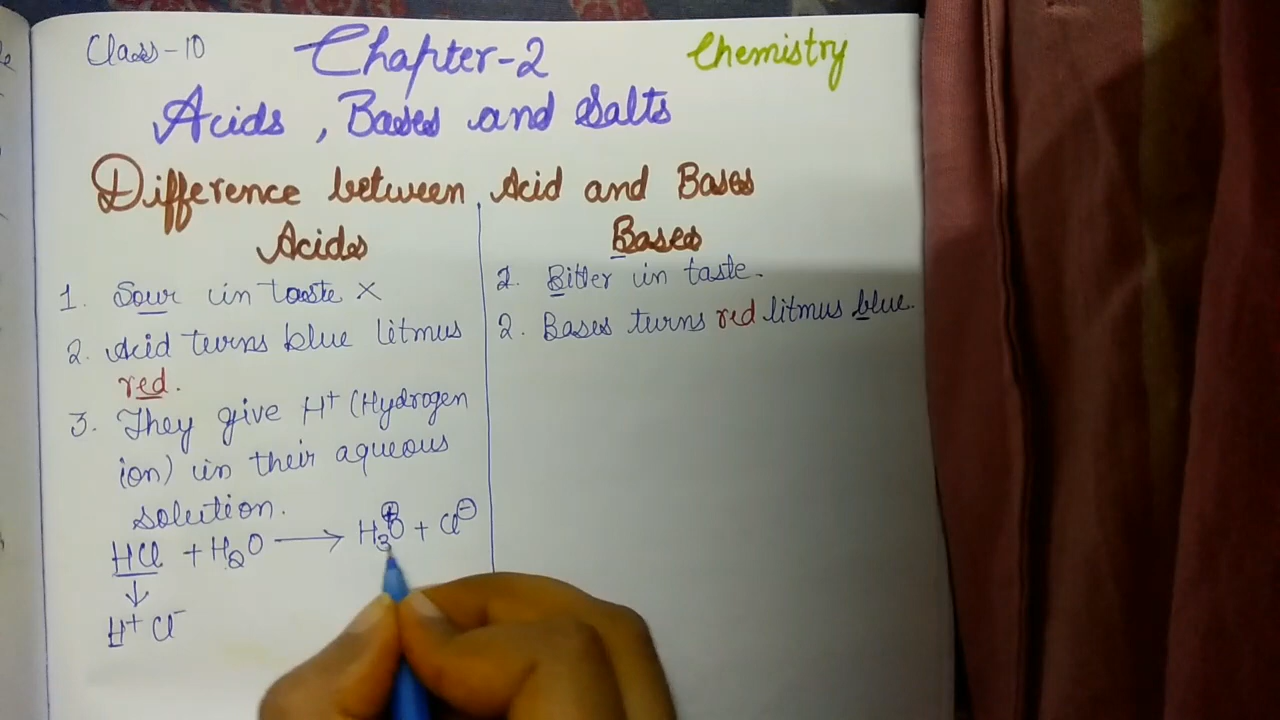 Class-10 Chapter-2 Chemistry
Acids, Bases and Salts
Difference between Acid and Bases
Acids
1. Sour in taste ×
2. Acid turns blue litmus
red.
3. They give H⁺ (Hydrogen
ion) in their aqueous
solution.
HCl + H₂O ⟶ H₃O⊕ + Cl⊖
↓
H⁺ Cl⁻
Bases
2. Bitter in taste.
2. Bases turns red litmus blue.